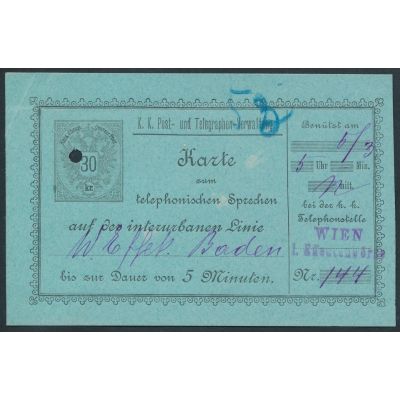 K. K. Post- und Telegraphen-Verwaltung
30
kr.
Karte
zum
telephonischen Sprechen
auf der interurbanen Linie
Baden
bis zur Dauer von 5 Minuten.
Benützt am
6/3
5 Uhr Min.
Mitt.
bei der k. k.
Telephonstelle
WIEN
Nr. 144